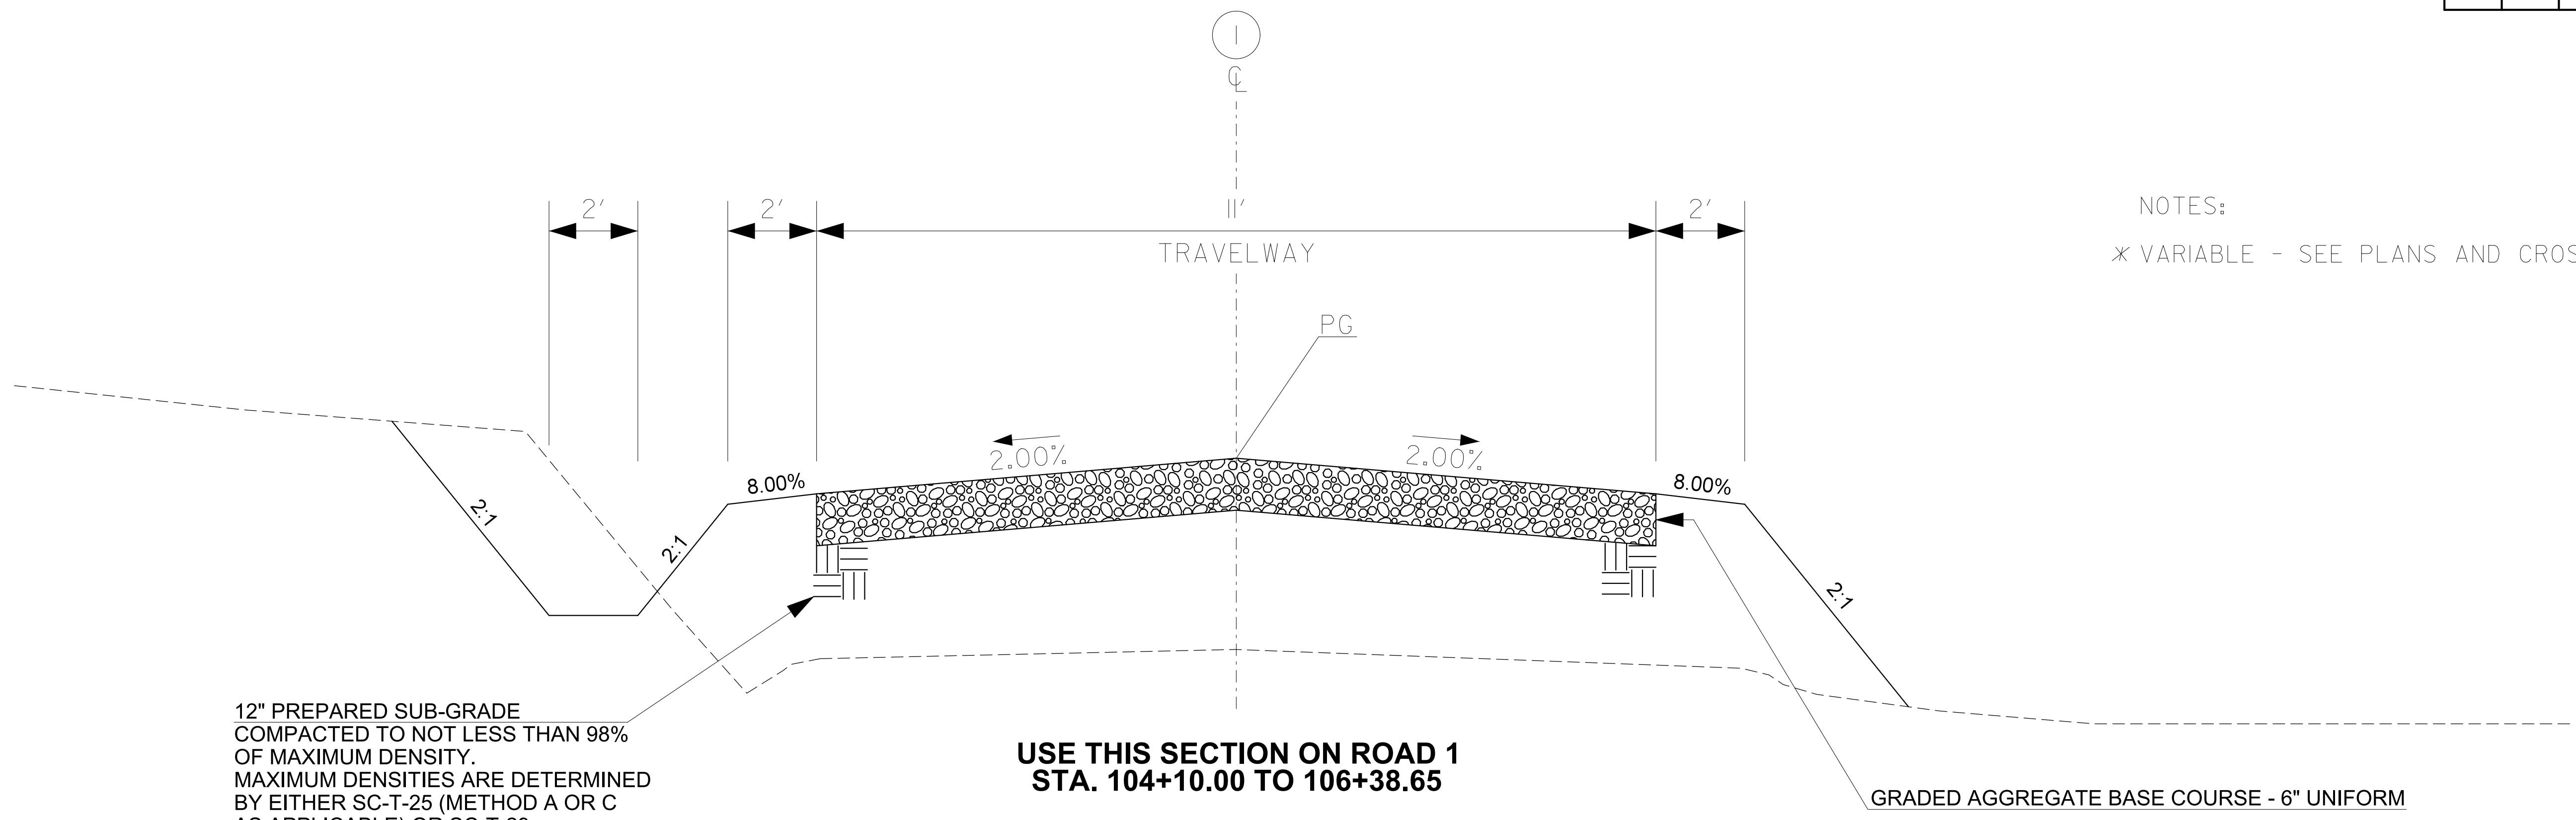 1
℄
2'
2'
11'
2'
TRAVELWAY
NOTES:
* VARIABLE - SEE PLANS AND
PG
2.00%
2.00%
8.00%
8.00%
2:1
2:1
2:1
12" PREPARED SUB-GRADE
COMPACTED TO NOT LESS THAN 98%
OF MAXIMUM DENSITY.
MAXIMUM DENSITIES ARE DETERMINED
BY EITHER SC-T-25 (METHOD A OR C
USE THIS SECTION ON ROAD 1
STA. 104+10.00 TO 106+38.65
GRADED AGGREGATE BASE COURSE - 6" UNIFORM